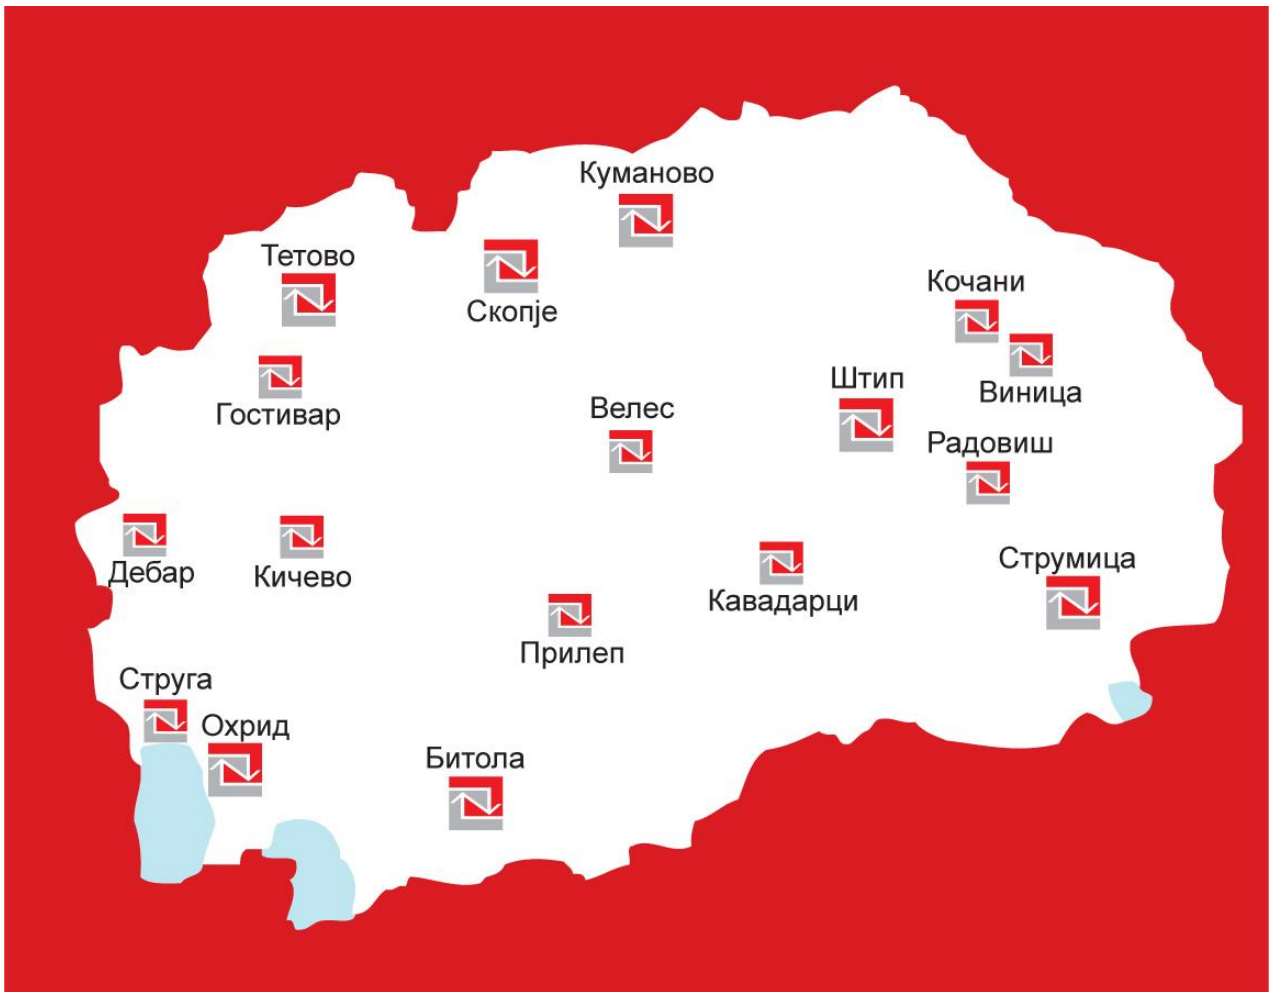 Куманово
Тетово
Скопје
Кочани
Виница
Штип
Гостивар
Велес
Радовиш
Дебар
Кичево
Струмица
Кавадарци
Прилеп
Струга
Охрид
Битола